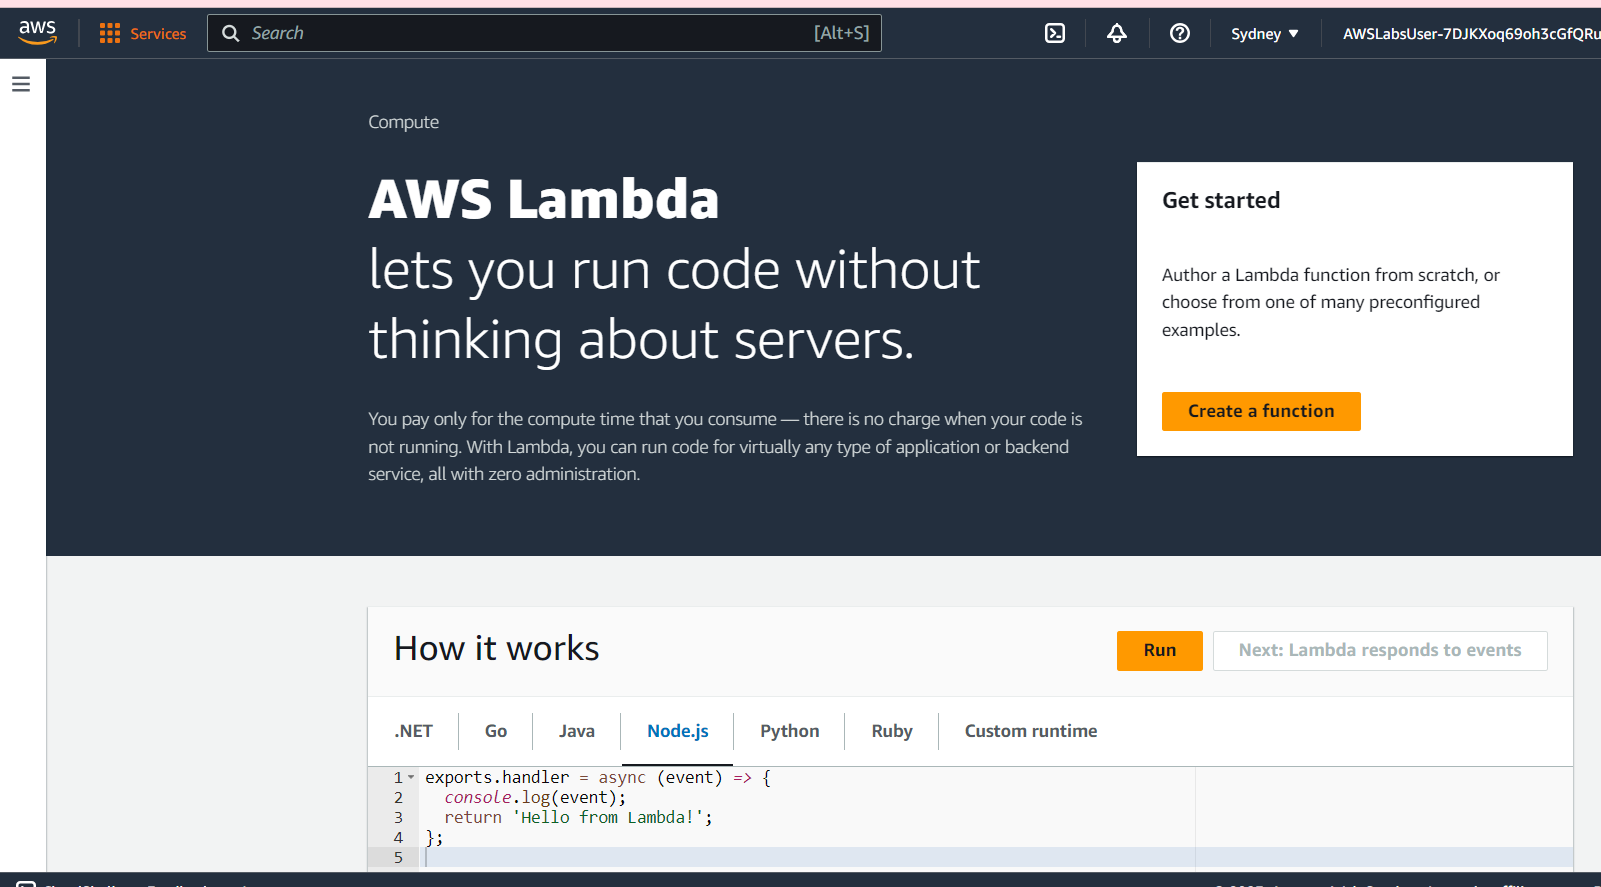 aws
Services
Search
[Alt+S]
Sydney
AWSLabsUser-7DJKXoq69oh3cGfQRu
Compute
AWS Lambda
lets you run code without
thinking about servers.
You pay only for the compute time that you consume — there is no charge when your code is
not running. With Lambda, you can run code for virtually any type of application or backend
service, all with zero administration.
Get started
Author a Lambda function from scratch, or
choose from one of many preconfigured
examples.
Create a function
How it works
Run
Next: Lambda responds to events
.NET
Go
Java
Node.js
Python
Ruby
Custom runtime
1 exports.handler = async (event) => {
2 console.log(event);
3 return 'Hello from Lambda!';
4 };
5